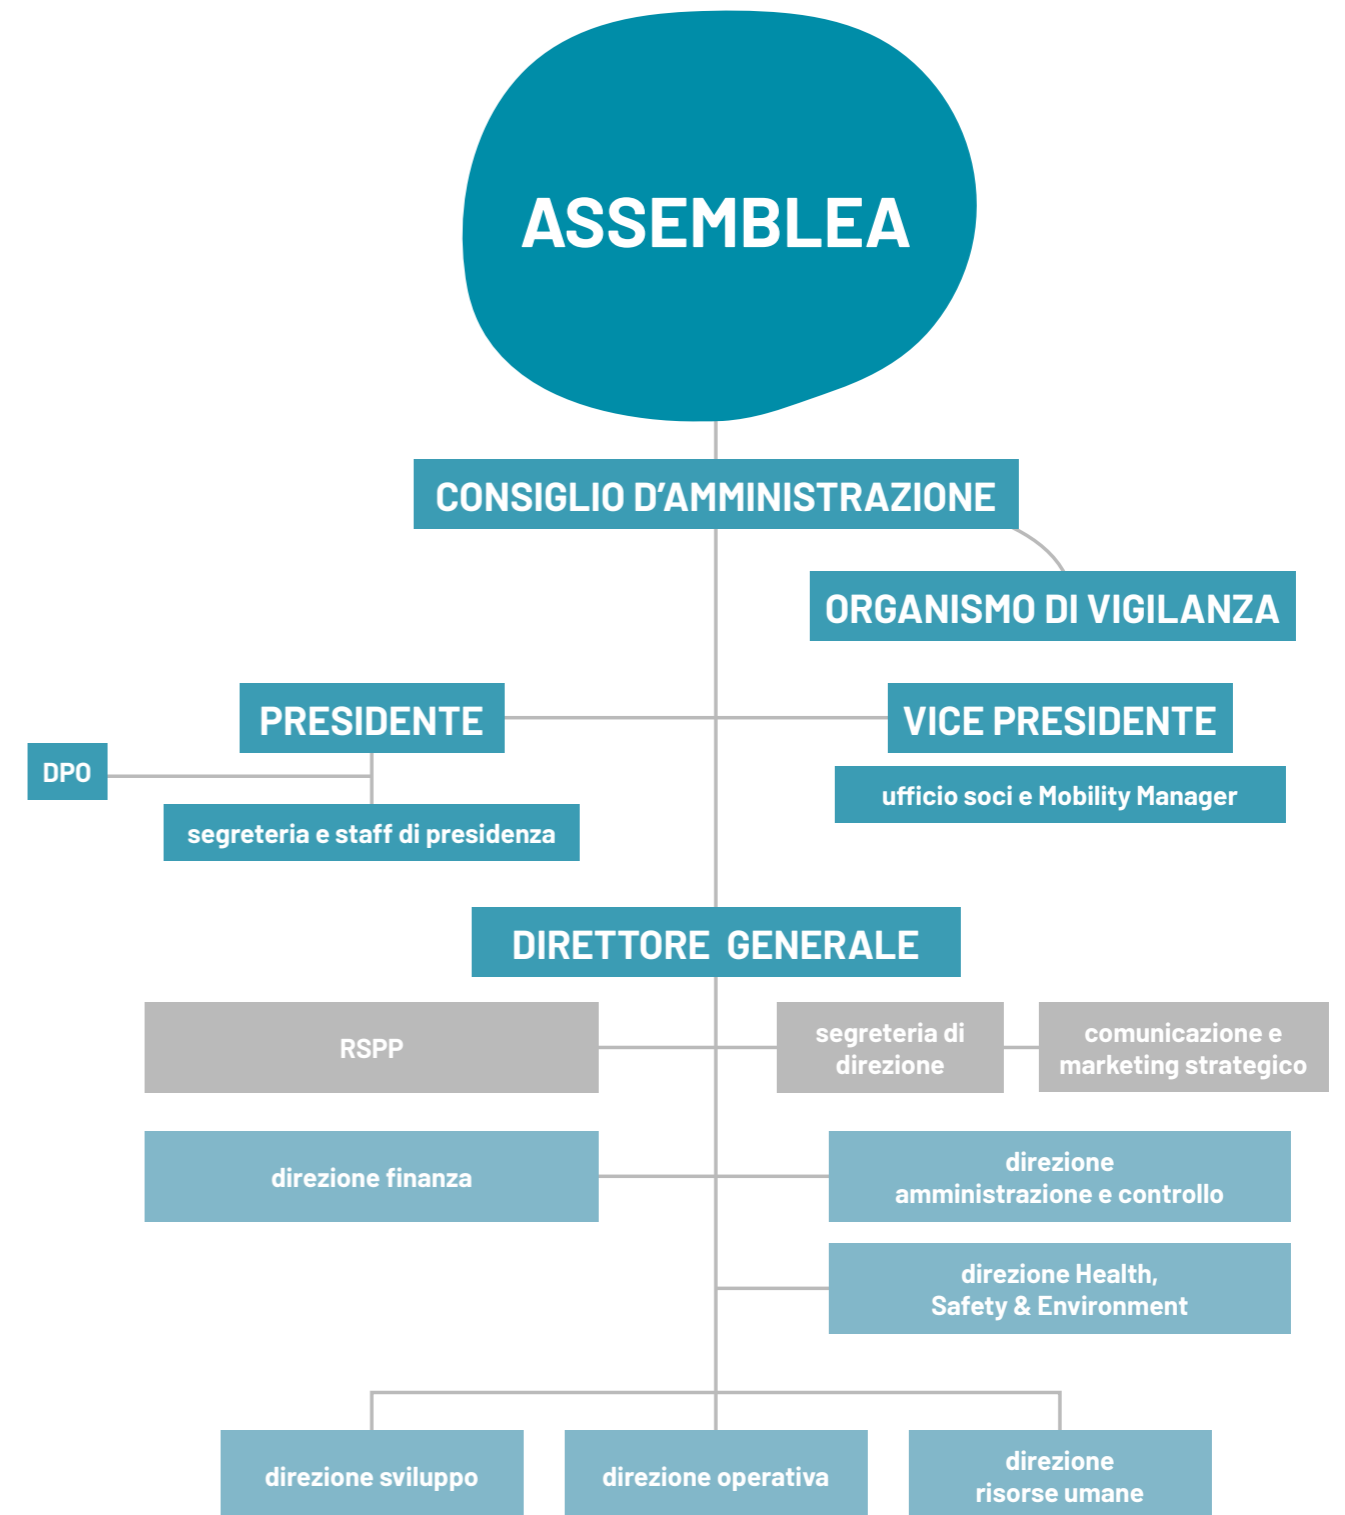 ASSEMBLEA
CONSIGLIO D’AMMINISTRAZIONE
ORGANISMO DI VIGILANZA
PRESIDENTE
VICE PRESIDENTE
DPO
ufficio soci e Mobility Manager
segreteria e staff di presidenza
DIRETTORE GENERALE
RSPP
segreteria di
direzione
comunicazione e
marketing strategico
direzione finanza
direzione
amministrazione e controllo
direzione Health,
Safety & Environment
direzione sviluppo
direzione operativa
direzione
risorse umane